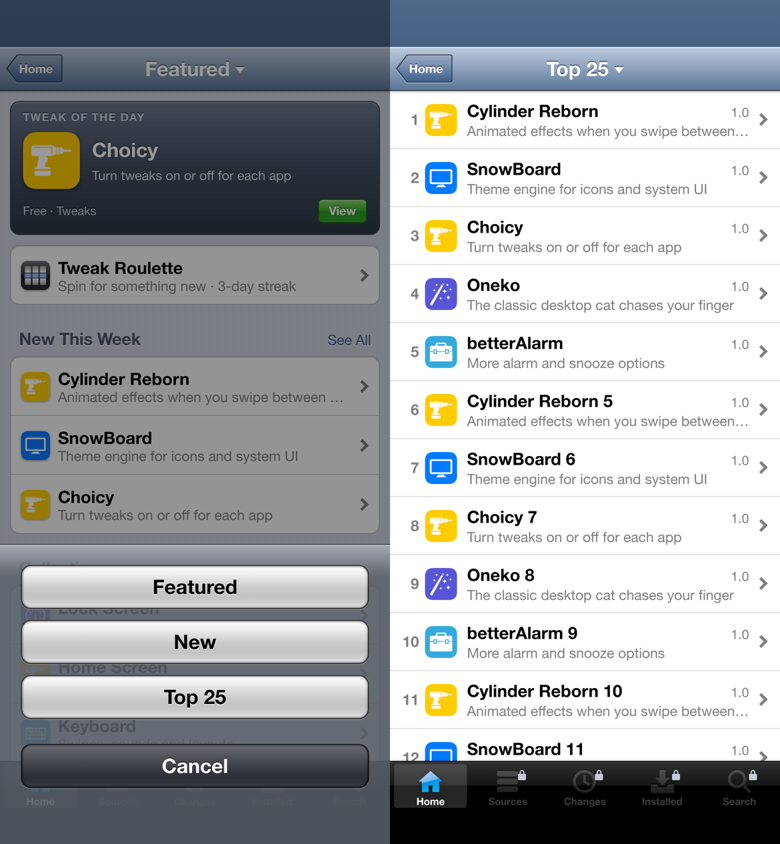 Home
Featured
TWEAK OF THE DAY
Choicy
Turn tweaks on or off for each app
Free · Tweaks
View
Tweak Roulette
Spin for something new · 3-day streak
New This Week
See All
Cylinder Reborn
Animated effects when you swipe between ...
SnowBoard
Theme engine for icons and system UI
Choicy
Turn tweaks on or off for each app
Featured
Lock Screen
New
Home Screen
Top 25
Keyboard
Cancel
Home
Home
Top 25
1
Cylinder Reborn
1.0
Animated effects when you swipe between...
2
SnowBoard
1.0
Theme engine for icons and system UI
3
Choicy
1.0
Turn tweaks on or off for each app
4
Oneko
1.0
The classic desktop cat chases your finger
5
betterAlarm
1.0
More alarm and snooze options
6
Cylinder Reborn 5
1.0
Animated effects when you swipe between...
7
SnowBoard 6
1.0
Theme engine for icons and system UI
8
Choicy 7
1.0
Turn tweaks on or off for each app
9
Oneko 8
1.0
The classic desktop cat chases your finger
10
betterAlarm 9
1.0
More alarm and snooze options
11
Cylinder Reborn 10
1.0
Animated effects when you swipe between...
12
SnowBoard 11
1.0
Home
Sources
Changes
Installed
Search